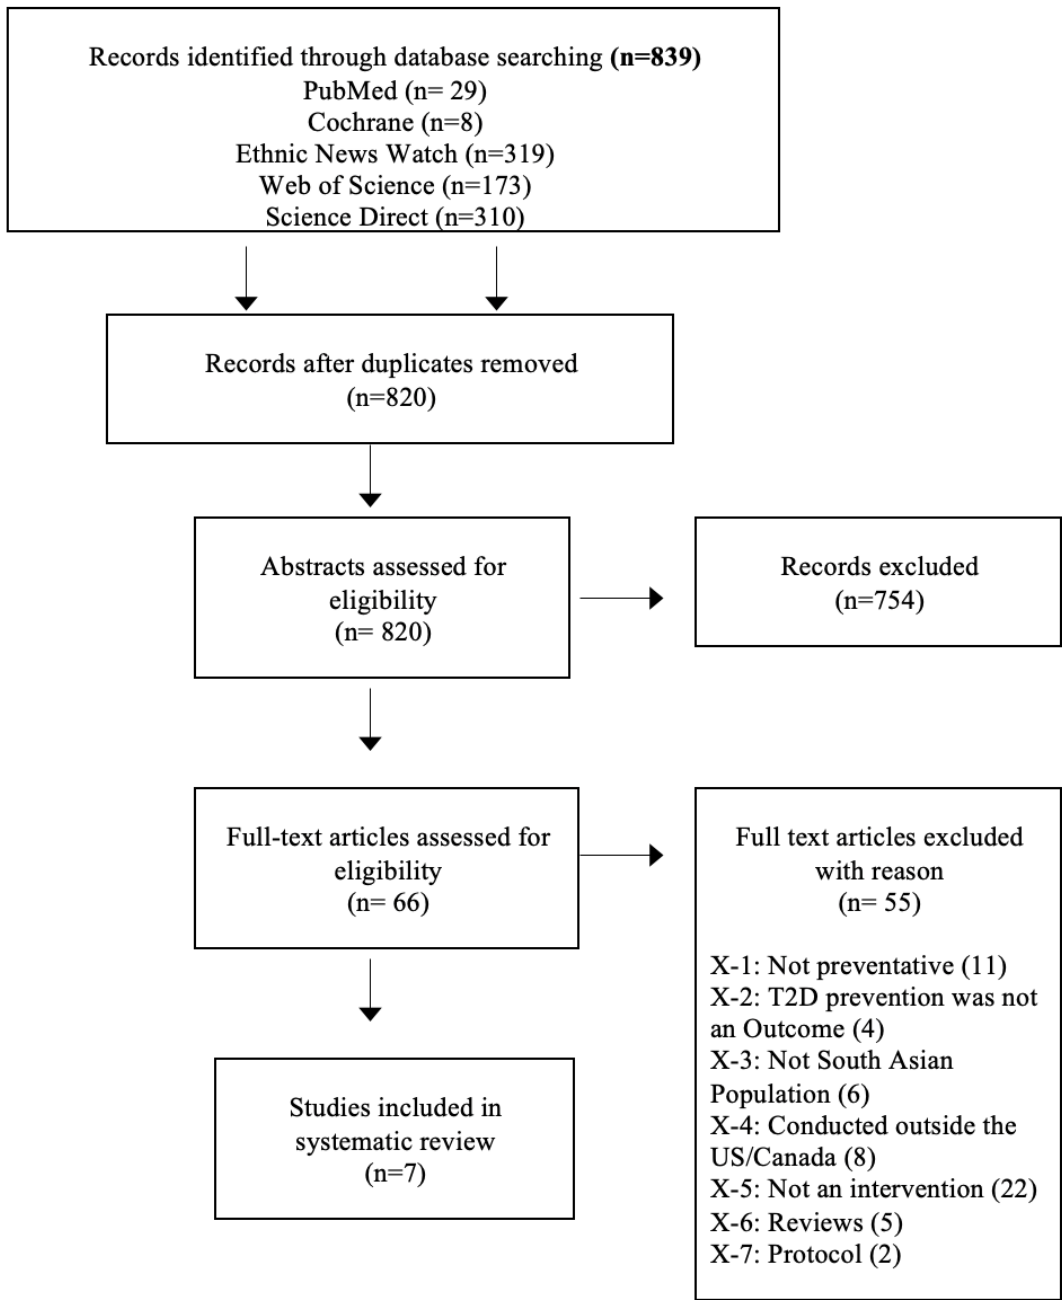 Records identified through database searching (n=839)
PubMed (n= 29)
Cochrane (n=8)
Ethnic News Watch (n=319)
Web of Science (n=173)
Science Direct (n=310)
Records after duplicates removed
(n=820)
Abstracts assessed for
eligibility
(n= 820)
Records excluded
(n=754)
Full-text articles assessed for
eligibility
(n= 66)
Full text articles excluded
with reason
(n= 55)
X-1: Not preventative (11)
X-2: T2D prevention was not
an Outcome (4)
X-3: Not South Asian
Population (6)
X-4: Conducted outside the
US/Canada (8)
X-5: Not an intervention (22)
X-6: Reviews (5)
X-7: Protocol (2)
Studies included in
systematic review
(n=7)